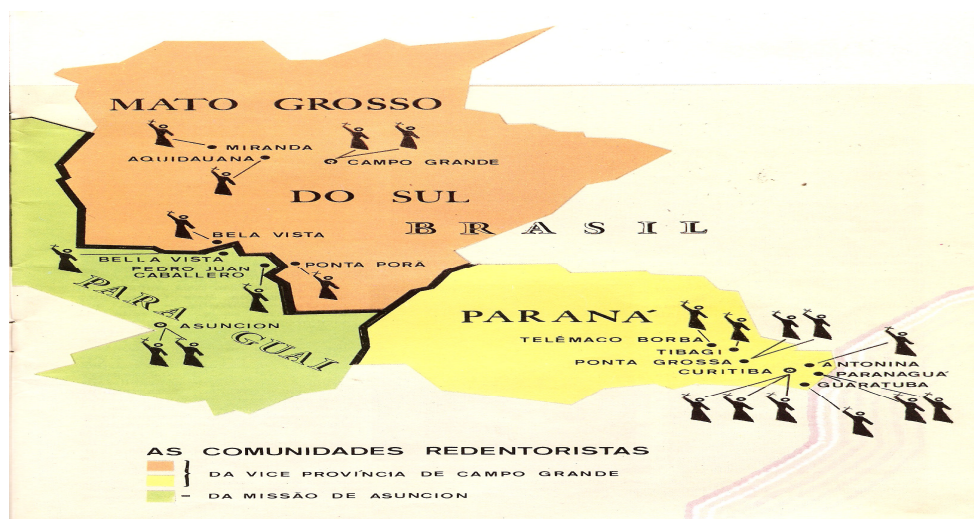 MATO GROSSO
MIRANDA
AQUIDAUANA
CAMPO GRANDE
DO SUL
BRASIL
BELA VISTA
BELLA VISTA
PEDRO JUAN
CABALLERO
PONTA PORÃ
PARA
GUAI
ASUNCION
PARANÁ
TELÊMACO BORBA
TIBAGI
PONTA GROSSA
CURITIBA
ANTONINA
PARANAGUÁ
GUARATUBA
AS COMUNIDADES REDENTORISTAS
DA VICE PROVÍNCIA DE CAMPO GRANDE
- DA MISSÃO DE ASUNCION